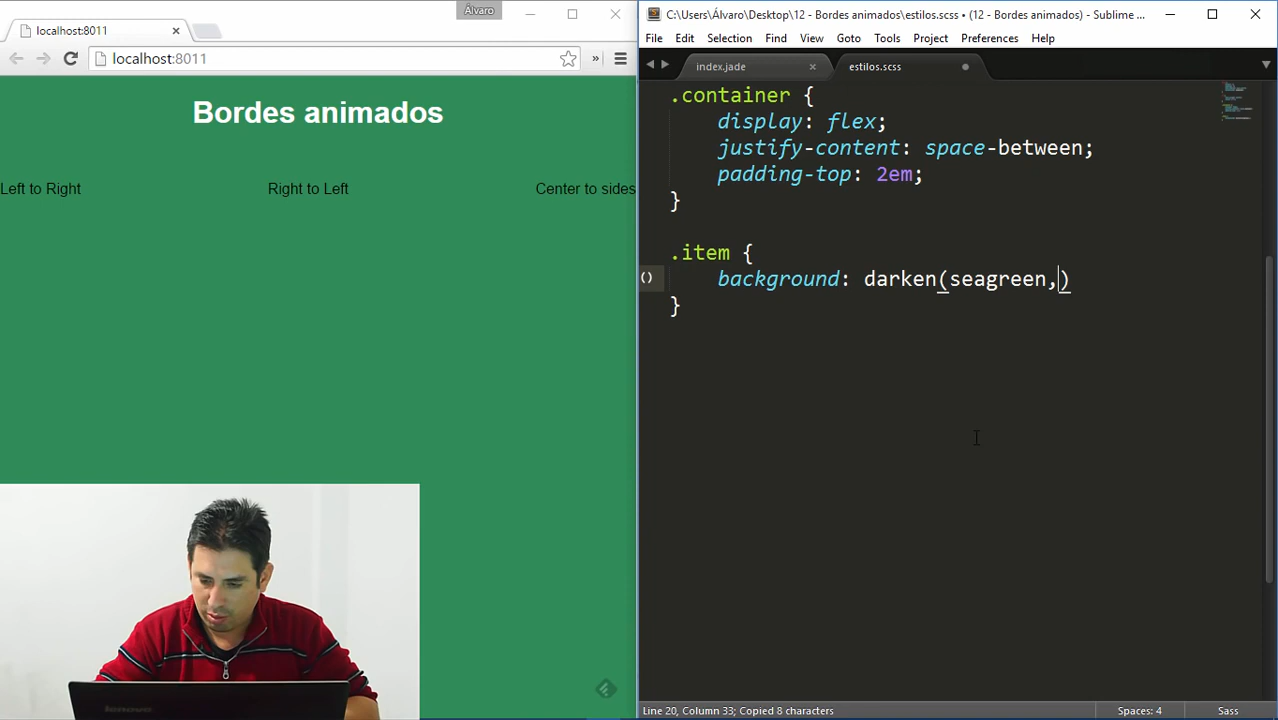 Álvaro
localhost:8011
localhost:8011
»
Bordes animados
Left to Right
Right to Left
Center to sides
C:\Users\Álvaro\Desktop\12 - Bordes animados\estilos.scss • (12 - Bordes animados) - Sublime ...
File Edit Selection Find View Goto Tools Project Preferences Help
index.jade
estilos.scss
.container {
display: flex;
justify-content: space-between;
padding-top: 2em;
}
.item {
background: darken(seagreen,)
}
Line 20, Column 33; Copied 8 characters
Spaces: 4
Sass